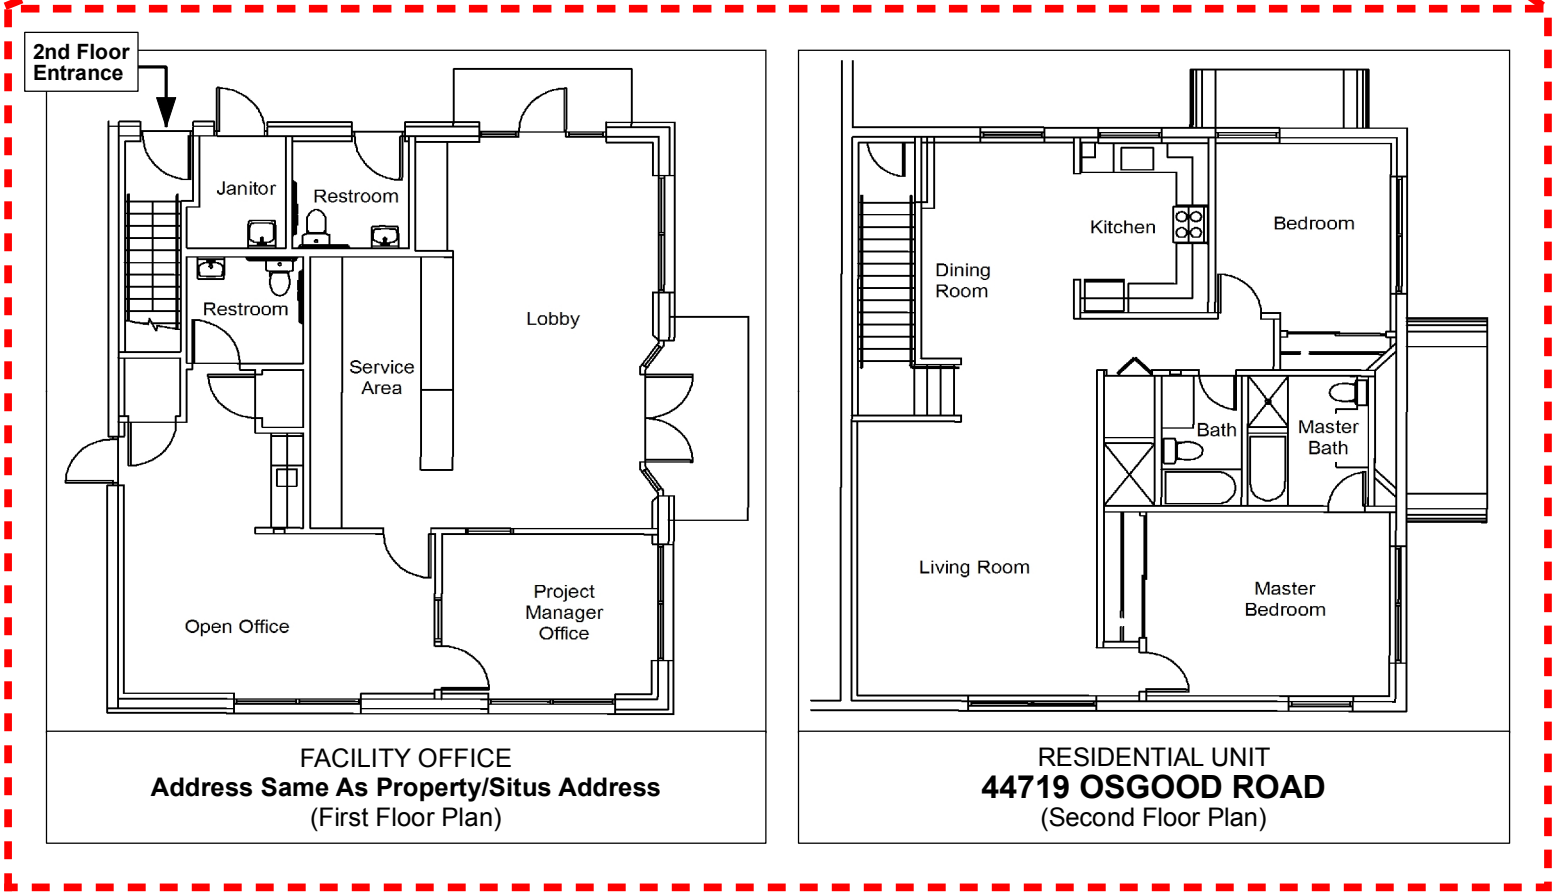 2nd Floor
Entrance
Janitor
Restroom
Restroom
Lobby
Service
Area
Open Office
Project
Manager
Office
FACILITY OFFICE
Address Same As Property/Situs Address
(First Floor Plan)
Kitchen
Bedroom
Dining
Room
Bath
Master
Bath
Living Room
Master
Bedroom
RESIDENTIAL UNIT
44719 OSGOOD ROAD
(Second Floor Plan)